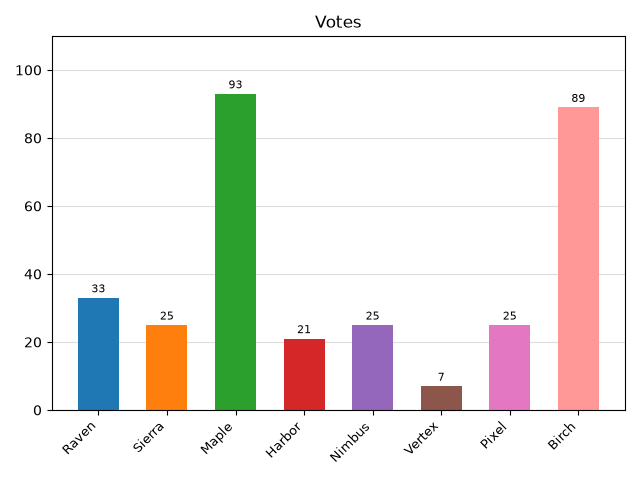 Votes
100
80
60
40
20
0
33
25
93
21
25
7
25
89
Raven
Sierra
Maple
Harbor
Nimbus
Vertex
Pixel
Birch